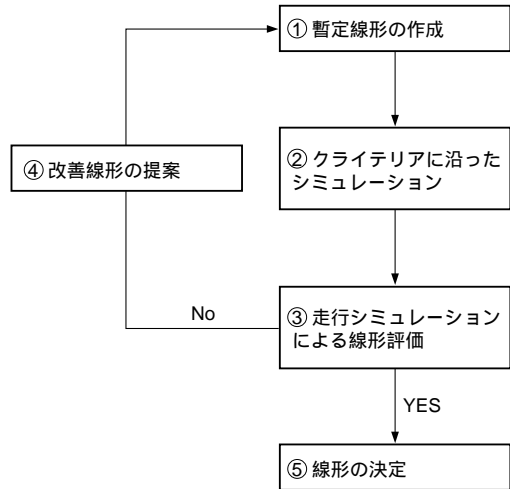 ① 暫定線形の作成
② クライテリアに沿った
シミュレーション
④ 改善線形の提案
No
③ 走行シミュレーション
による線形評価
YES
⑤ 線形の決定